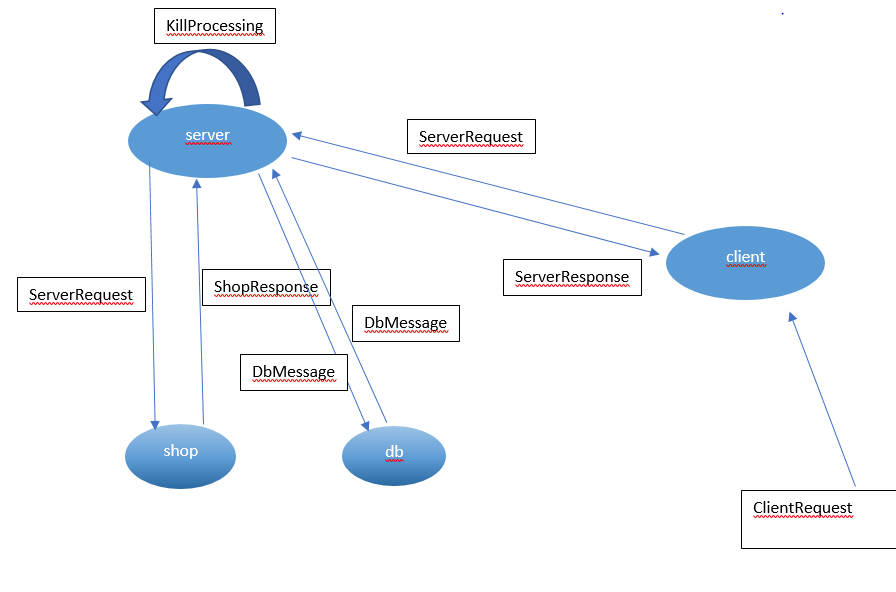 KillProcessing
server
ServerRequest
client
ServerResponse
ServerRequest
ShopResponse
DbMessage
DbMessage
shop
db
ClientRequest